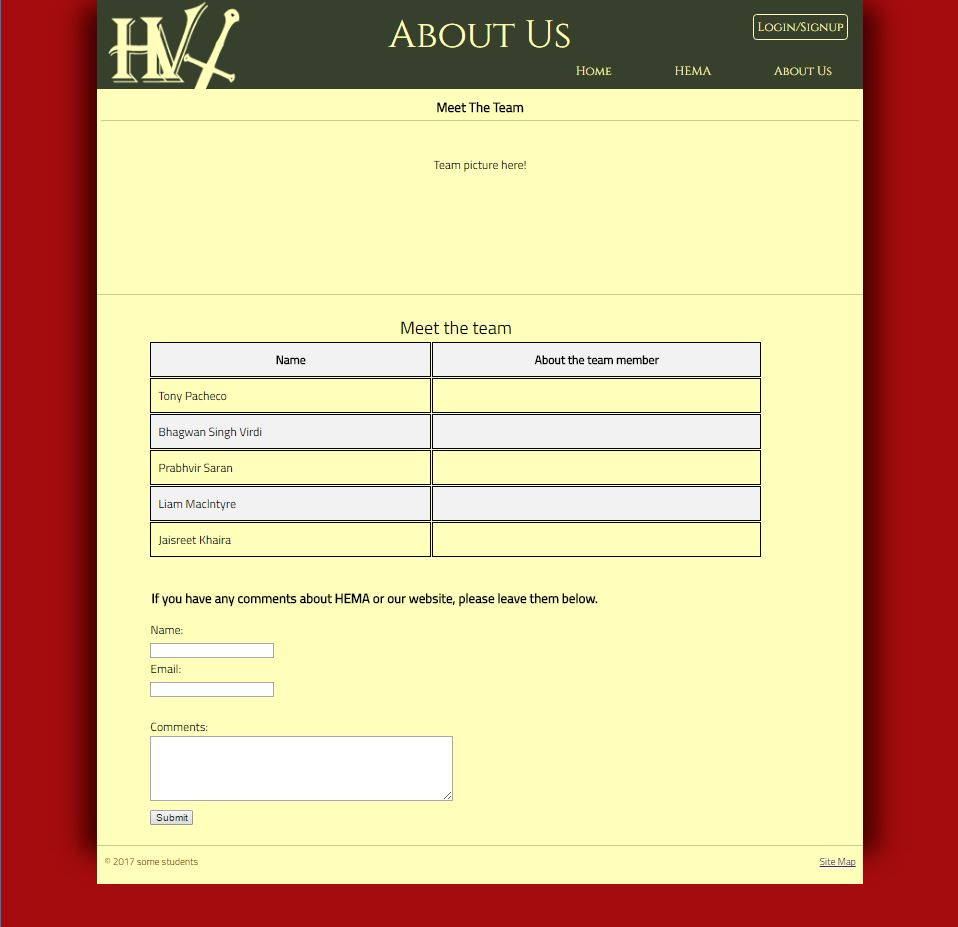 HV
About Us
Login/Signup
Home HEMA About Us
Meet The Team
Team picture here!
Meet the team
Name About the team member
Tony Pacheco
Bhagwan Singh Virdi
Prabhvir Saran
Liam MacIntyre
Jaisreet Khaira
If you have any comments about HEMA or our website, please leave them below.
Name:
Email:
Comments:
Submit
© 2017 some students Site Map